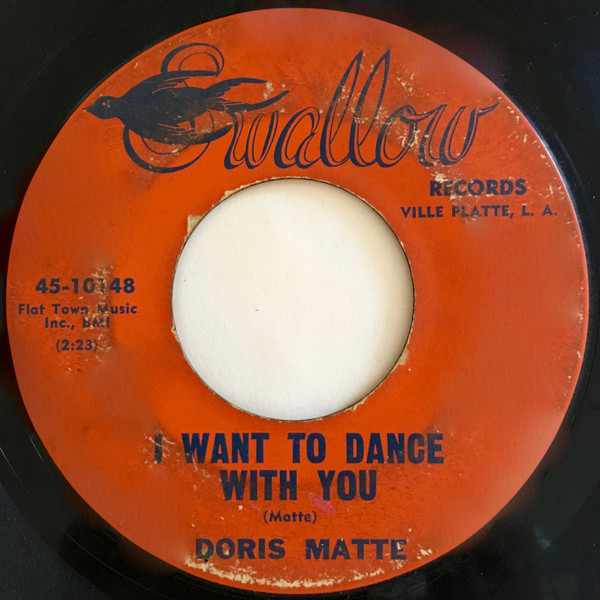 Swallow
RECORDS
VILLE PLATTE, L. A.
45-10148
Flat Town Music
Inc., BMI
(2:23)
I WANT TO DANCE
WITH YOU
(Matte)
DORIS MATTE